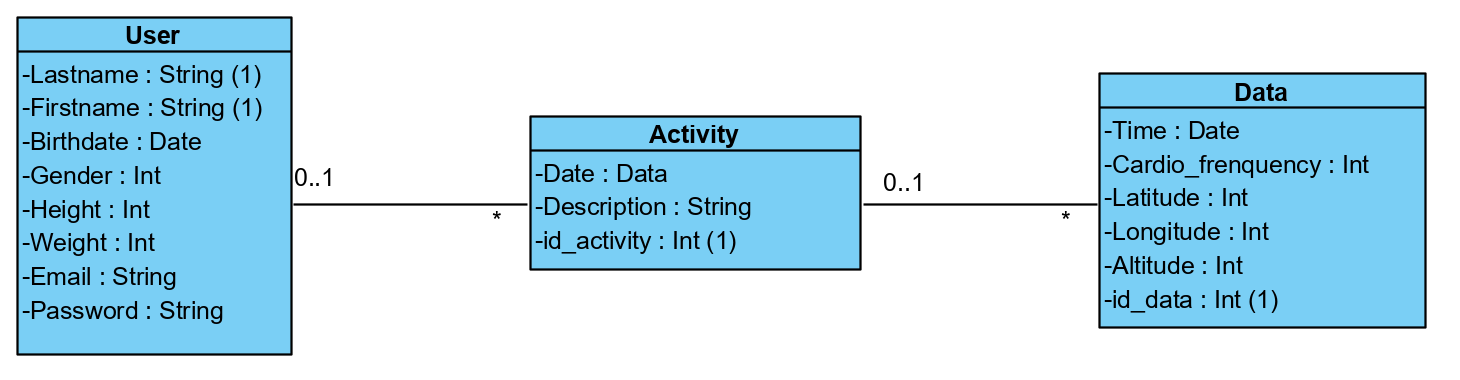 User
-Lastname : String (1)
-Firstname : String (1)
-Birthdate : Date
-Gender : Int
-Height : Int
-Weight : Int
-Email : String
-Password : String
0..1
*
Activity
-Date : Data
-Description : String
-id_activity : Int (1)
0..1
*
Data
-Time : Date
-Cardio_frenquency : Int
-Latitude : Int
-Longitude : Int
-Altitude : Int
-id_data : Int (1)